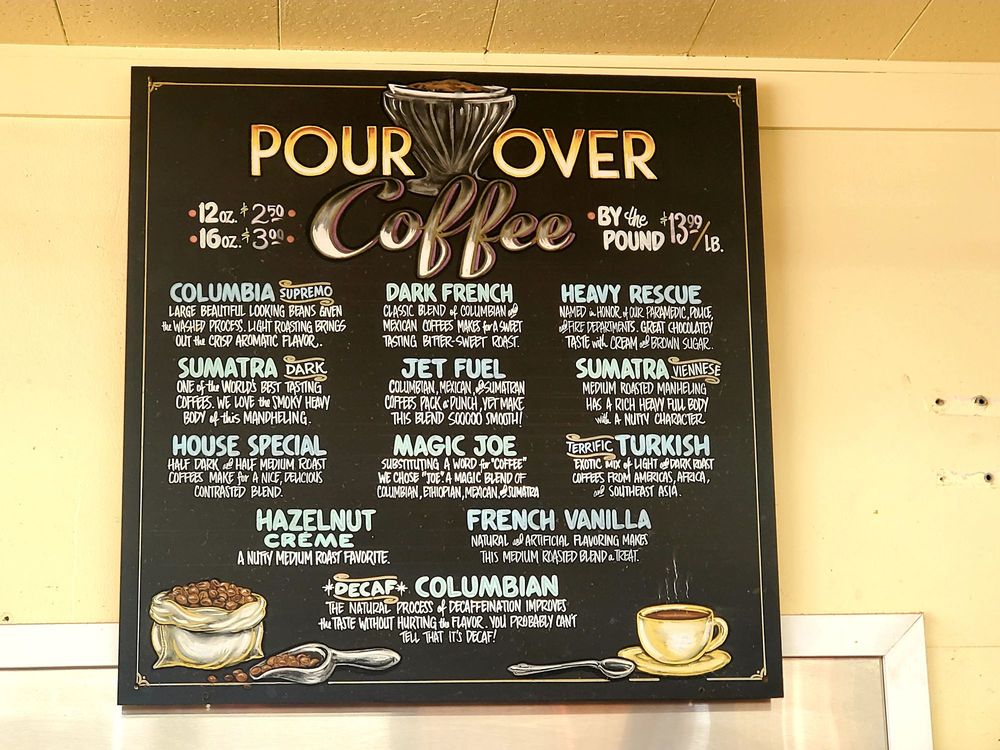 POUR OVER
Coffee
• 12 oz. $2.50 •
• 16 oz. $3.00 •
• BY the POUND $13.99/LB.
COLUMBIA SUPREMO
LARGE BEAUTIFUL LOOKING BEANS GIVEN
the WASHED PROCESS. LIGHT ROASTING BRINGS
OUT the CRISP AROMATIC FLAVOR.
DARK FRENCH
CLASSIC BLEND of COLUMBIAN and
MEXICAN COFFEES MAKES for A SWEET
TASTING BITTER-SWEET ROAST.
HEAVY RESCUE
NAMED in HONOR of OUR PARAMEDIC, POLICE,
and FIRE DEPARTMENTS. GREAT CHOCOLATEY
TASTE with CREAM and BROWN SUGAR.
SUMATRA DARK
ONE of the WORLD'S BEST TASTING
COFFEES. WE LOVE the SMOKY HEAVY
BODY of this MANDHELING.
JET FUEL
COLUMBIAN, MEXICAN, and SUMATRAN
COFFEES PACK a PUNCH, YET MAKE
THIS BLEND SOOOOO SMOOTH!
SUMATRA VIENNESE
MEDIUM ROASTED MANHELING
HAS A RICH HEAVY FULL BODY
with A NUTTY CHARACTER
HOUSE SPECIAL
HALF DARK and HALF MEDIUM ROAST
COFFEES MAKE for A NICE, DELICIOUS
CONTRASTED BLEND.
MAGIC JOE
SUBSTITUTING A WORD for "COFFEE"
WE CHOSE "JOE". A MAGIC BLEND OF
COLUMBIAN, ETHIOPIAN, MEXICAN, and SUMATRA
TERRIFIC TURKISH
EXOTIC MIX of LIGHT and DARK ROAST
COFFEES FROM AMERICAS, AFRICA,
and SOUTHEAST ASIA.
HAZELNUT
CRÉME
A NUTTY MEDIUM ROAST FAVORITE.
FRENCH VANILLA
NATURAL and ARTIFICIAL FLAVORING MAKES
THIS MEDIUM ROASTED BLEND a TREAT.
*DECAF* COLUMBIAN
THE NATURAL PROCESS of DECAFFEINATION IMPROVES
the TASTE WITHOUT HURTING the FLAVOR. YOU PROBABLY CAN'T
TELL THAT IT'S DECAF!